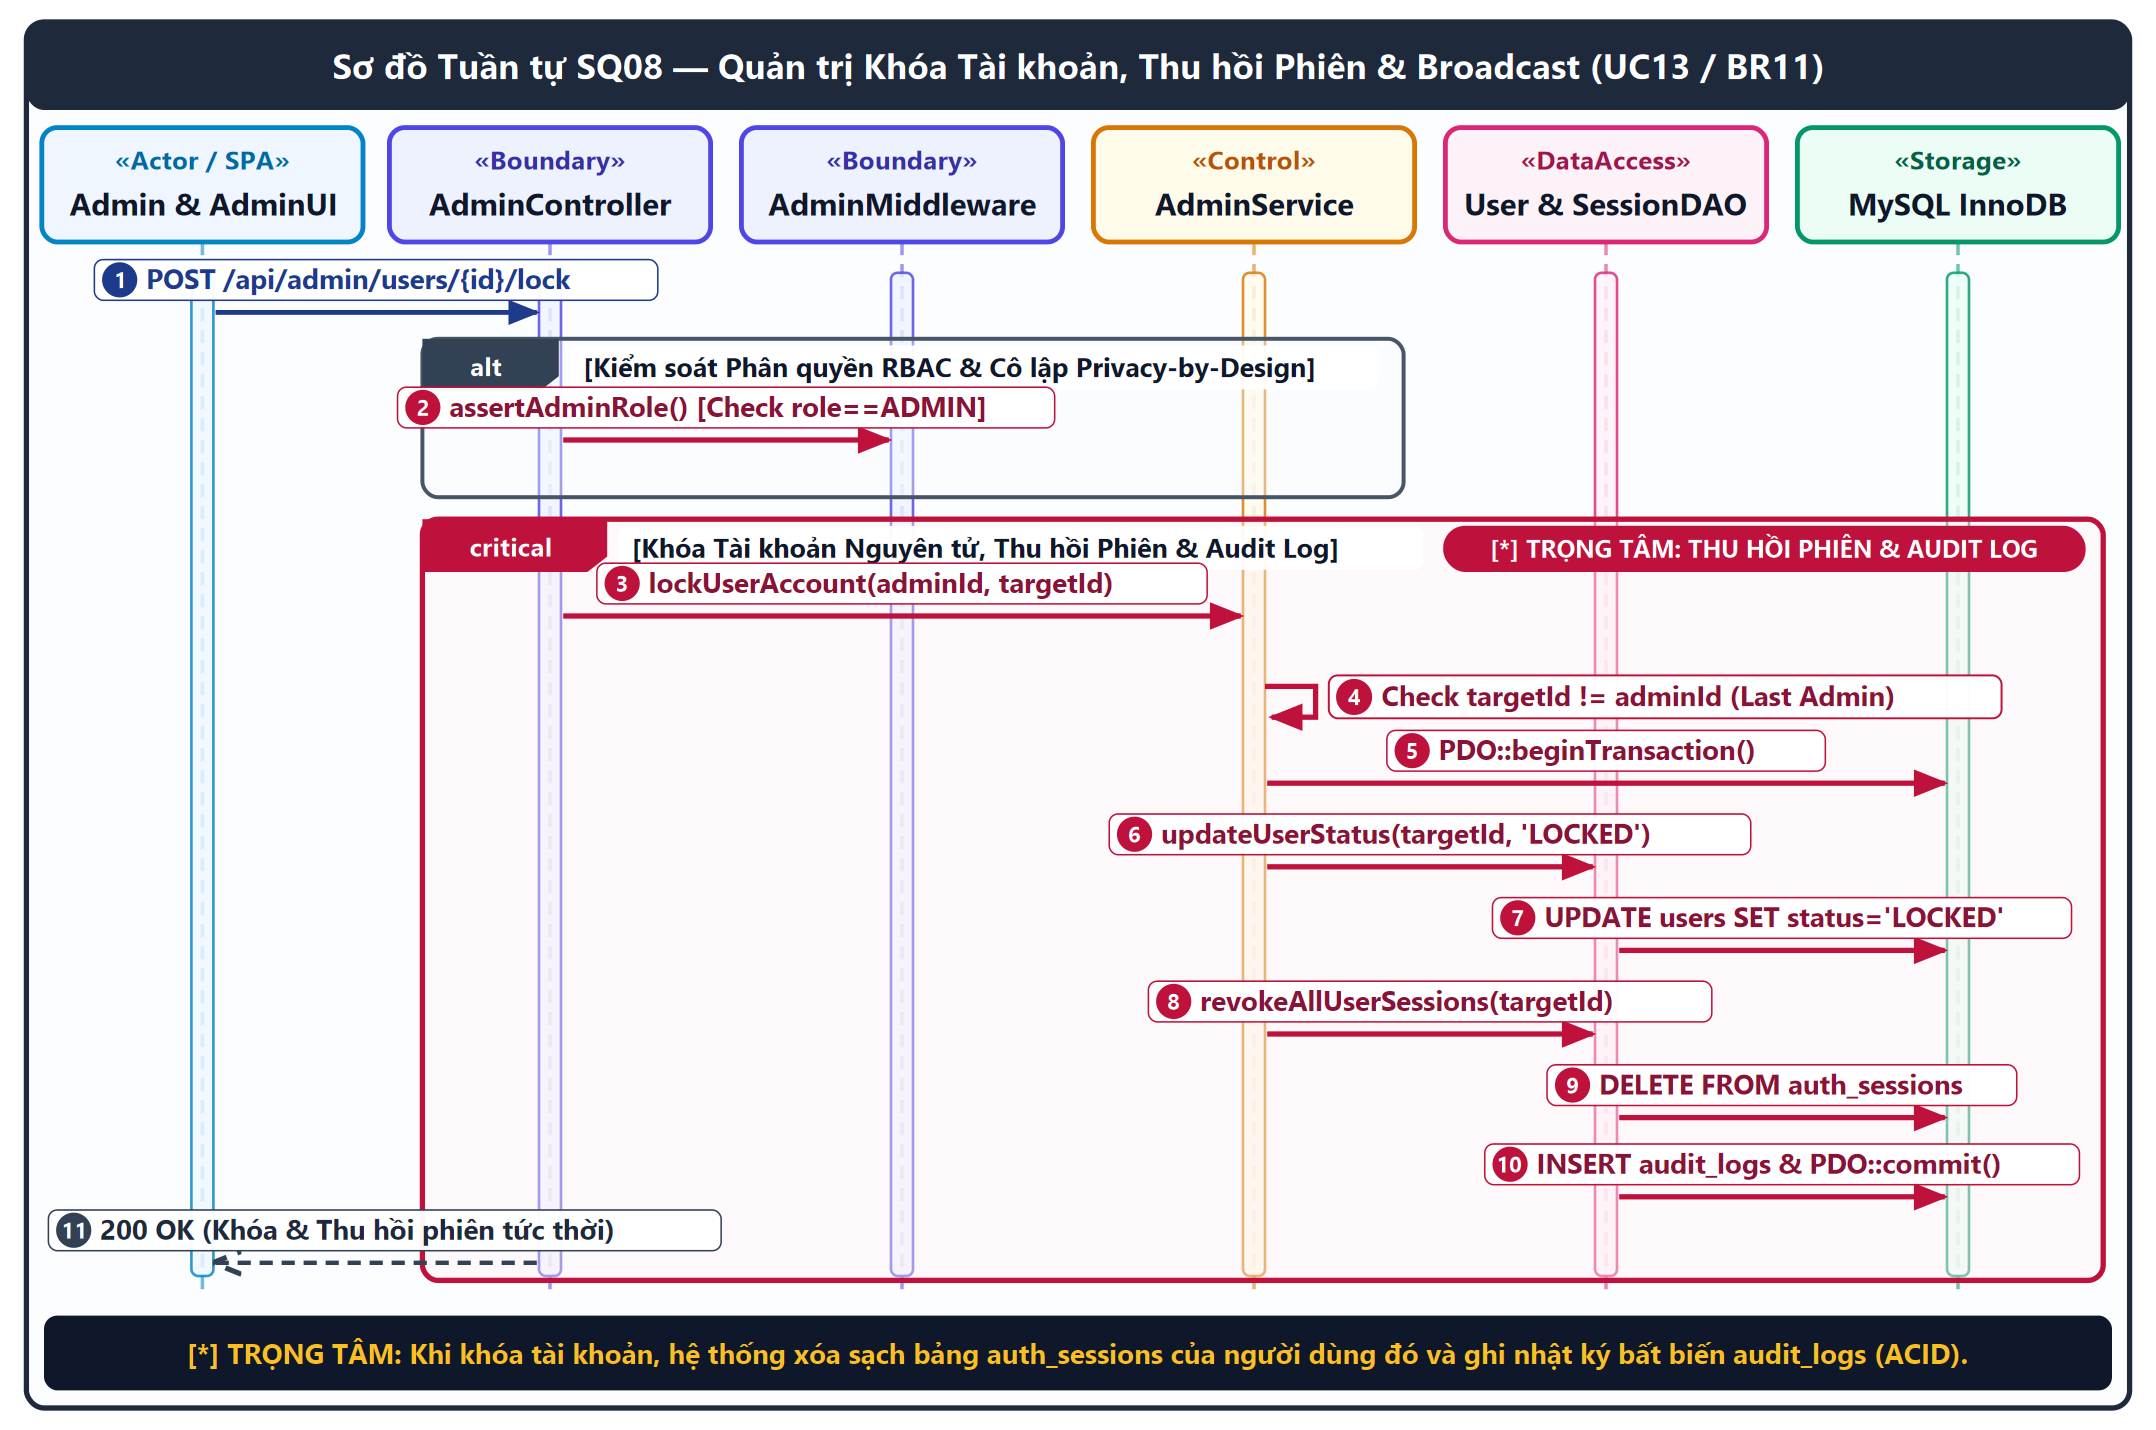 Sơ đồ Tuần tự SQ08 — Quản trị Khóa Tài khoản, Thu hồi Phiên & Broadcast (UC13 / BR11)
«Actor / SPA»
Admin & AdminUI
«Boundary»
AdminController
«Boundary»
AdminMiddleware
«Control»
AdminService
«DataAccess»
User & SessionDAO
«Storage»
MySQL InnoDB
1 POST /api/admin/users/{id}/lock
alt [Kiểm soát Phân quyền RBAC & Cô lập Privacy-by-Design]
2 assertAdminRole() [Check role==ADMIN]
critical [Khóa Tài khoản Nguyên tử, Thu hồi Phiên & Audit Log] [*] TRỌNG TÂM: THU HỒI PHIÊN & AUDIT LOG
3 lockUserAccount(adminId, targetId)
4 Check targetId != adminId (Last Admin)
5 PDO::beginTransaction()
6 updateUserStatus(targetId, 'LOCKED')
7 UPDATE users SET status='LOCKED'
8 revokeAllUserSessions(targetId)
9 DELETE FROM auth_sessions
10 INSERT audit_logs & PDO::commit()
11 200 OK (Khóa & Thu hồi phiên tức thời)
[*] TRỌNG TÂM: Khi khóa tài khoản, hệ thống xóa sạch bảng auth_sessions của người dùng đó và ghi nhật ký bất biến audit_logs (ACID).